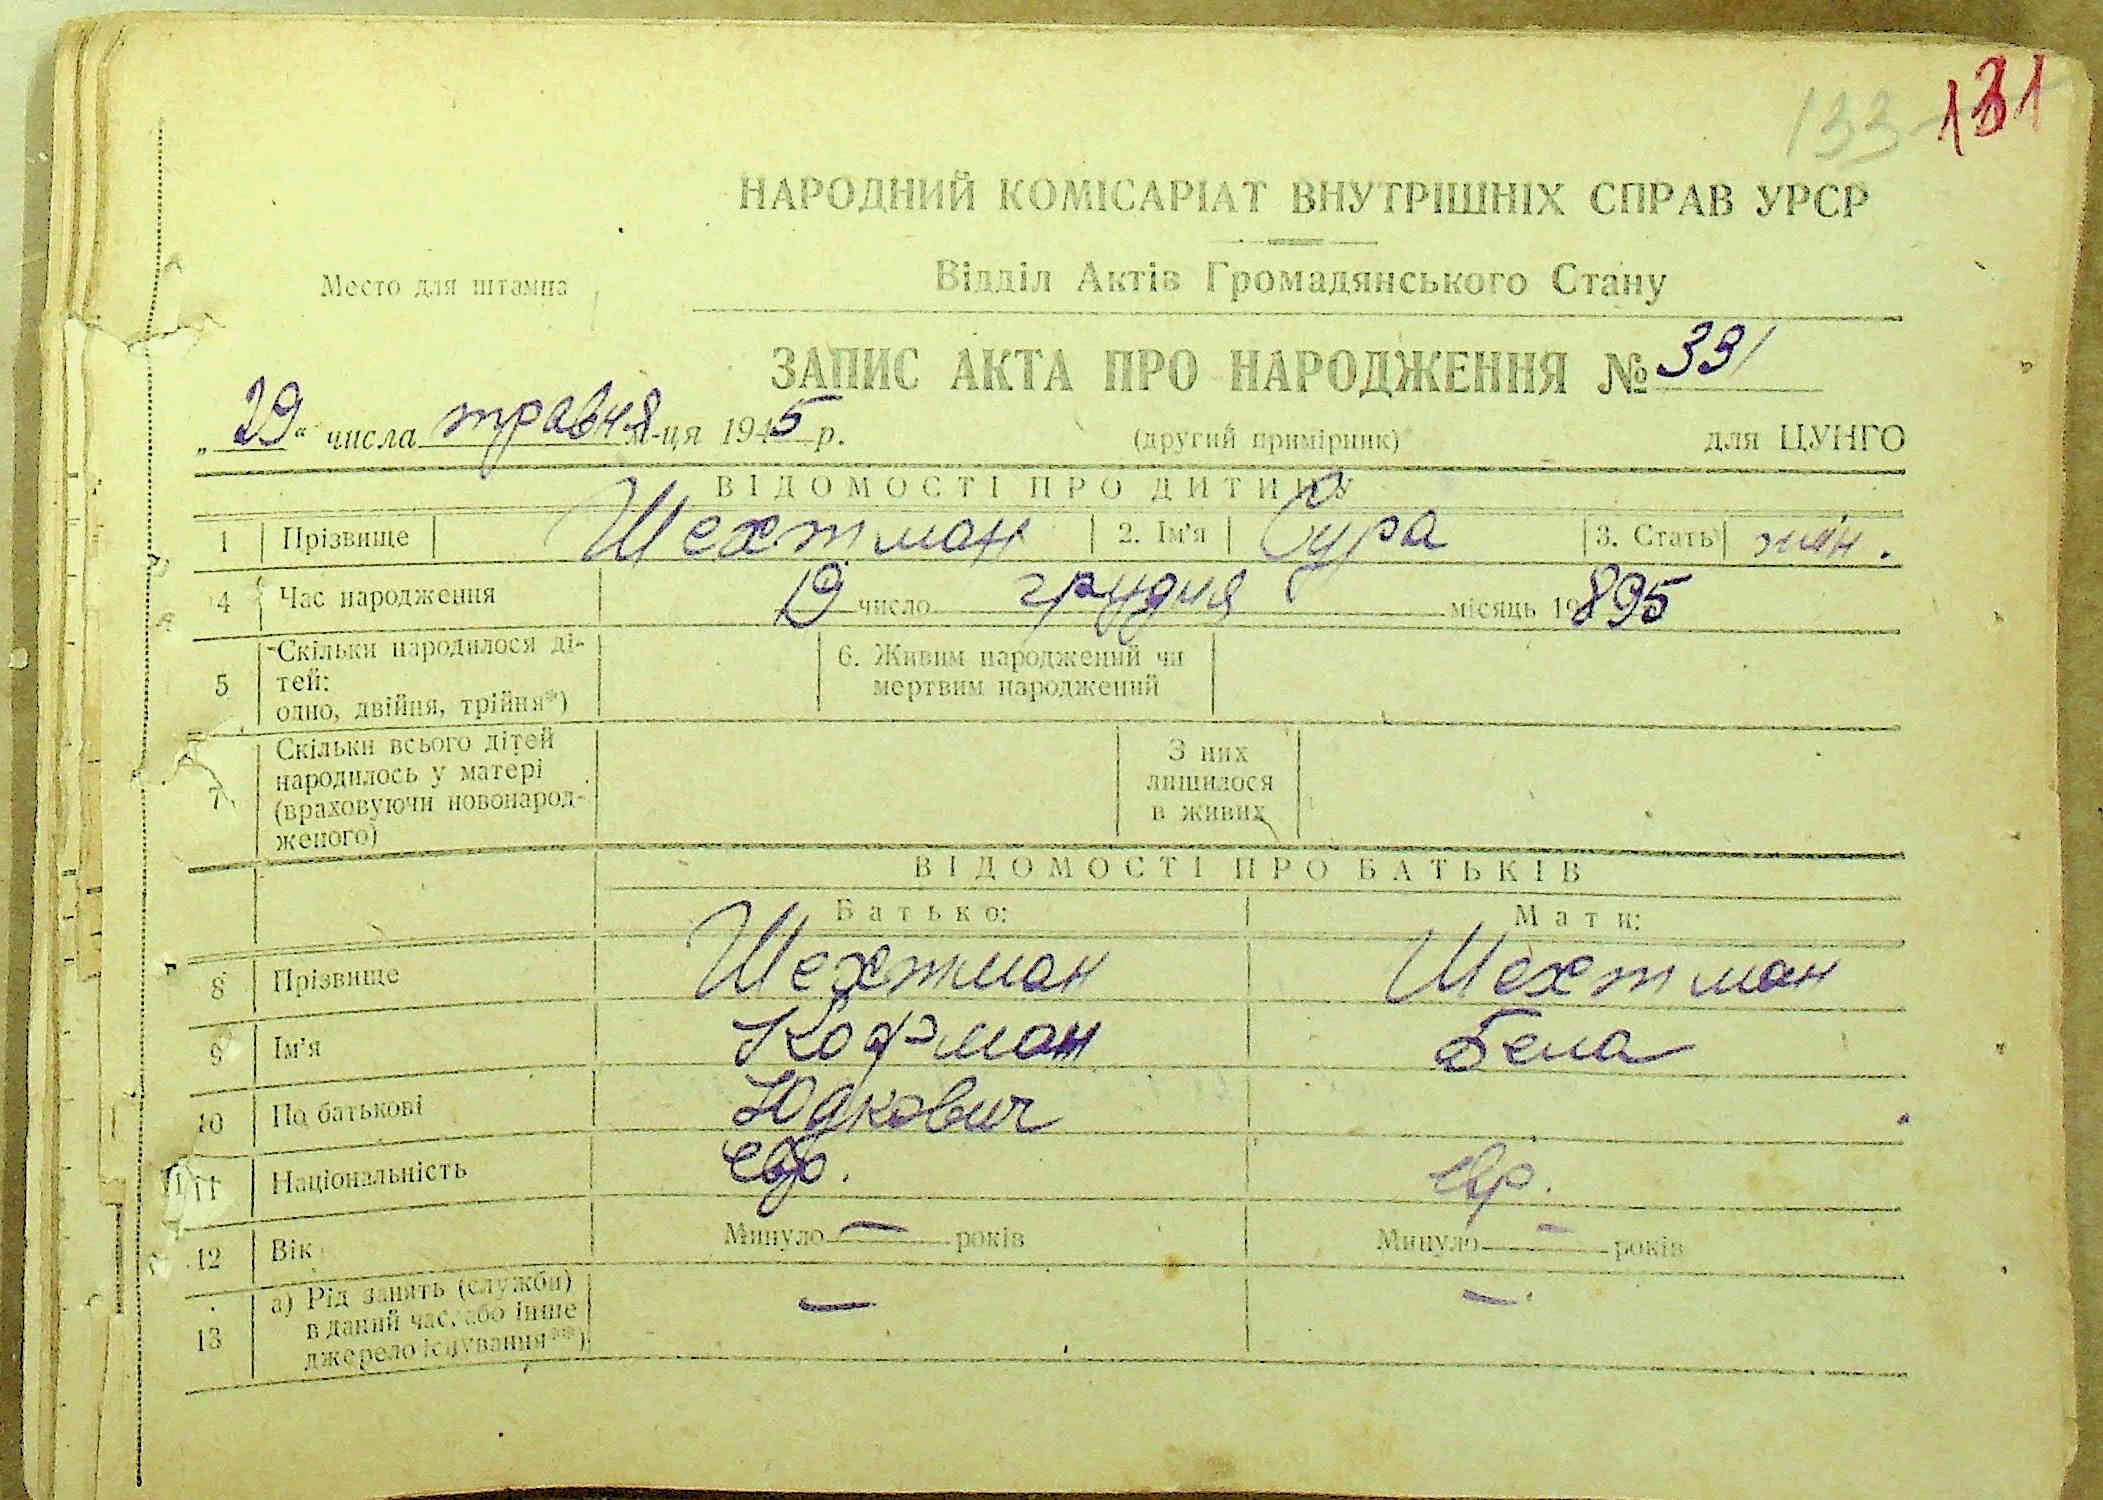 133 131
НАРОДНИЙ КОМІСАРІАТ ВНУТРІШНІХ СПРАВ УРСР
Место для штампа
Відділ Актів Громадянського Стану
ЗАПИС АКТА ПРО НАРОДЖЕННЯ № 331
„29“ числа травня м-ця 1945 р. (другий примірник) для ЦУНГО
ВІДОМОСТІ ПРО ДИТИНУ
1 Прізвище Шехтман 2. Ім'я Сура 3. Стать жін.
4 Час народження 19 число грудня місяць 1895
5 Скільки народилося ді-
тей:
одно, двійня, трійня*)
6. Живим народжений чи
мертвим народжений
7 Скільки всього дітей
народилось у матері
(враховуючи новонарод-
женого)
З них
лишилося
в живих
ВІДОМОСТІ ПРО БАТЬКІВ
Батько: Мати:
8 Прізвище Шехтман Шехтман
9 Ім'я Кофман Бела
10 По батькові Юдкович
11 Національність євр. євр.
12 Вік Минуло — років Минуло — років
13 а) Рід занять (служби)
в даний час, або інше
джерело існування**)
— —